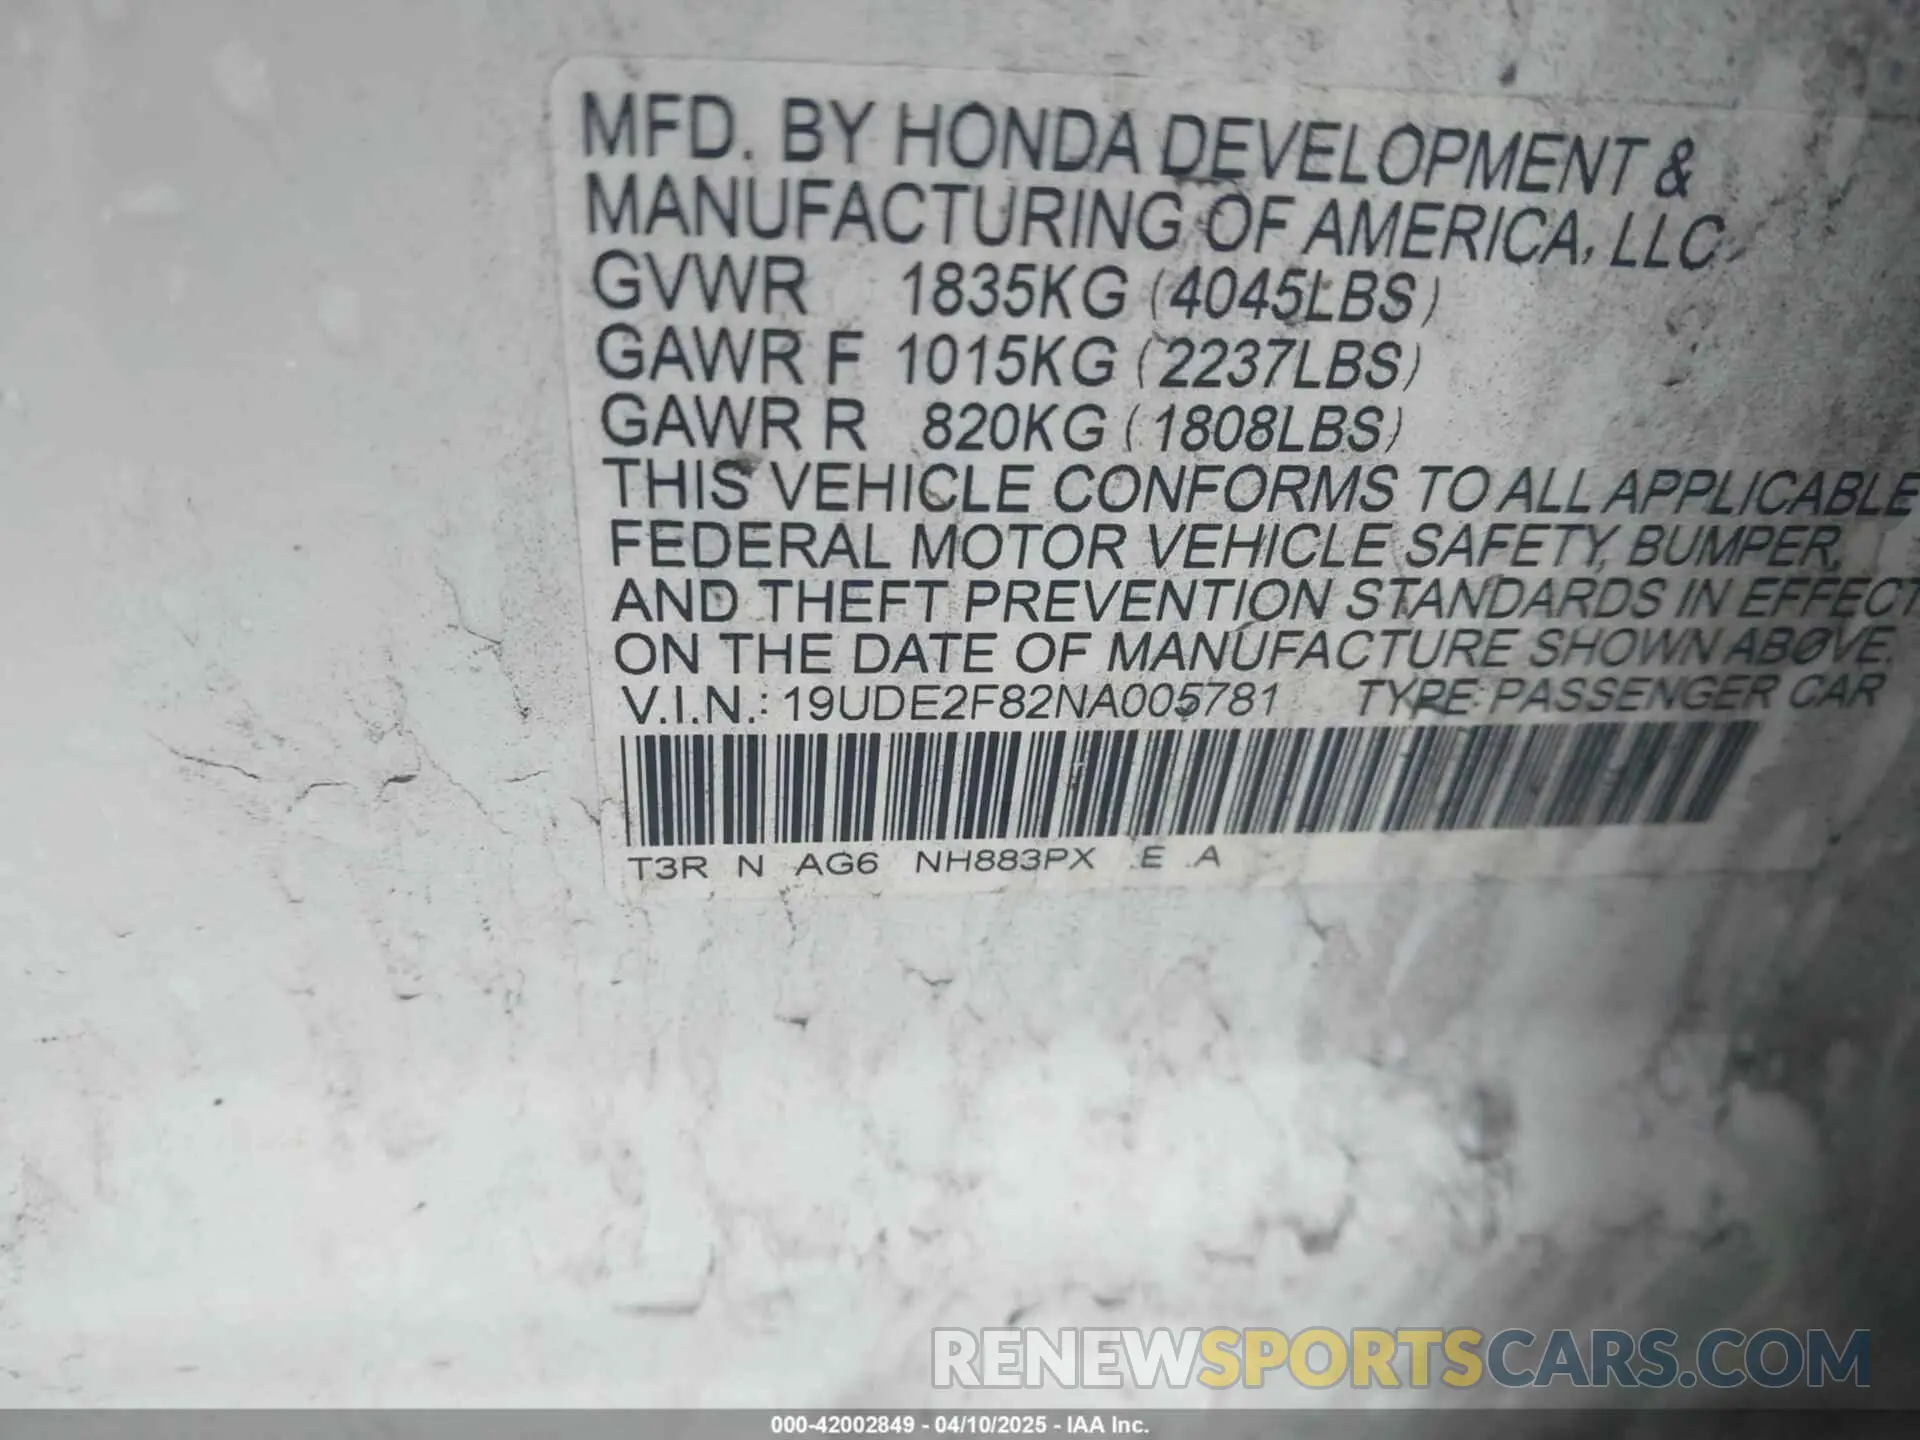 MFD. BY HONDA DEVELOPMENT &
MANUFACTURING OF AMERICA, LLC
GVWR 1835KG (4045LBS)
GAWR F 1015KG (2237LBS)
GAWR R 820KG (1808LBS)
THIS VEHICLE CONFORMS TO ALL APPLICABLE
FEDERAL MOTOR VEHICLE SAFETY, BUMPER,
AND THEFT PREVENTION STANDARDS IN EFFECT
ON THE DATE OF MANUFACTURE SHOWN ABOVE.
V.I.N.: 19UDE2F82NA005781 TYPE: PASSENGER CAR
T3R N AG6 NH883PX E A
RENEWSPORTSCARS.COM
000-42002849 - 04/10/2025 - IAA Inc.